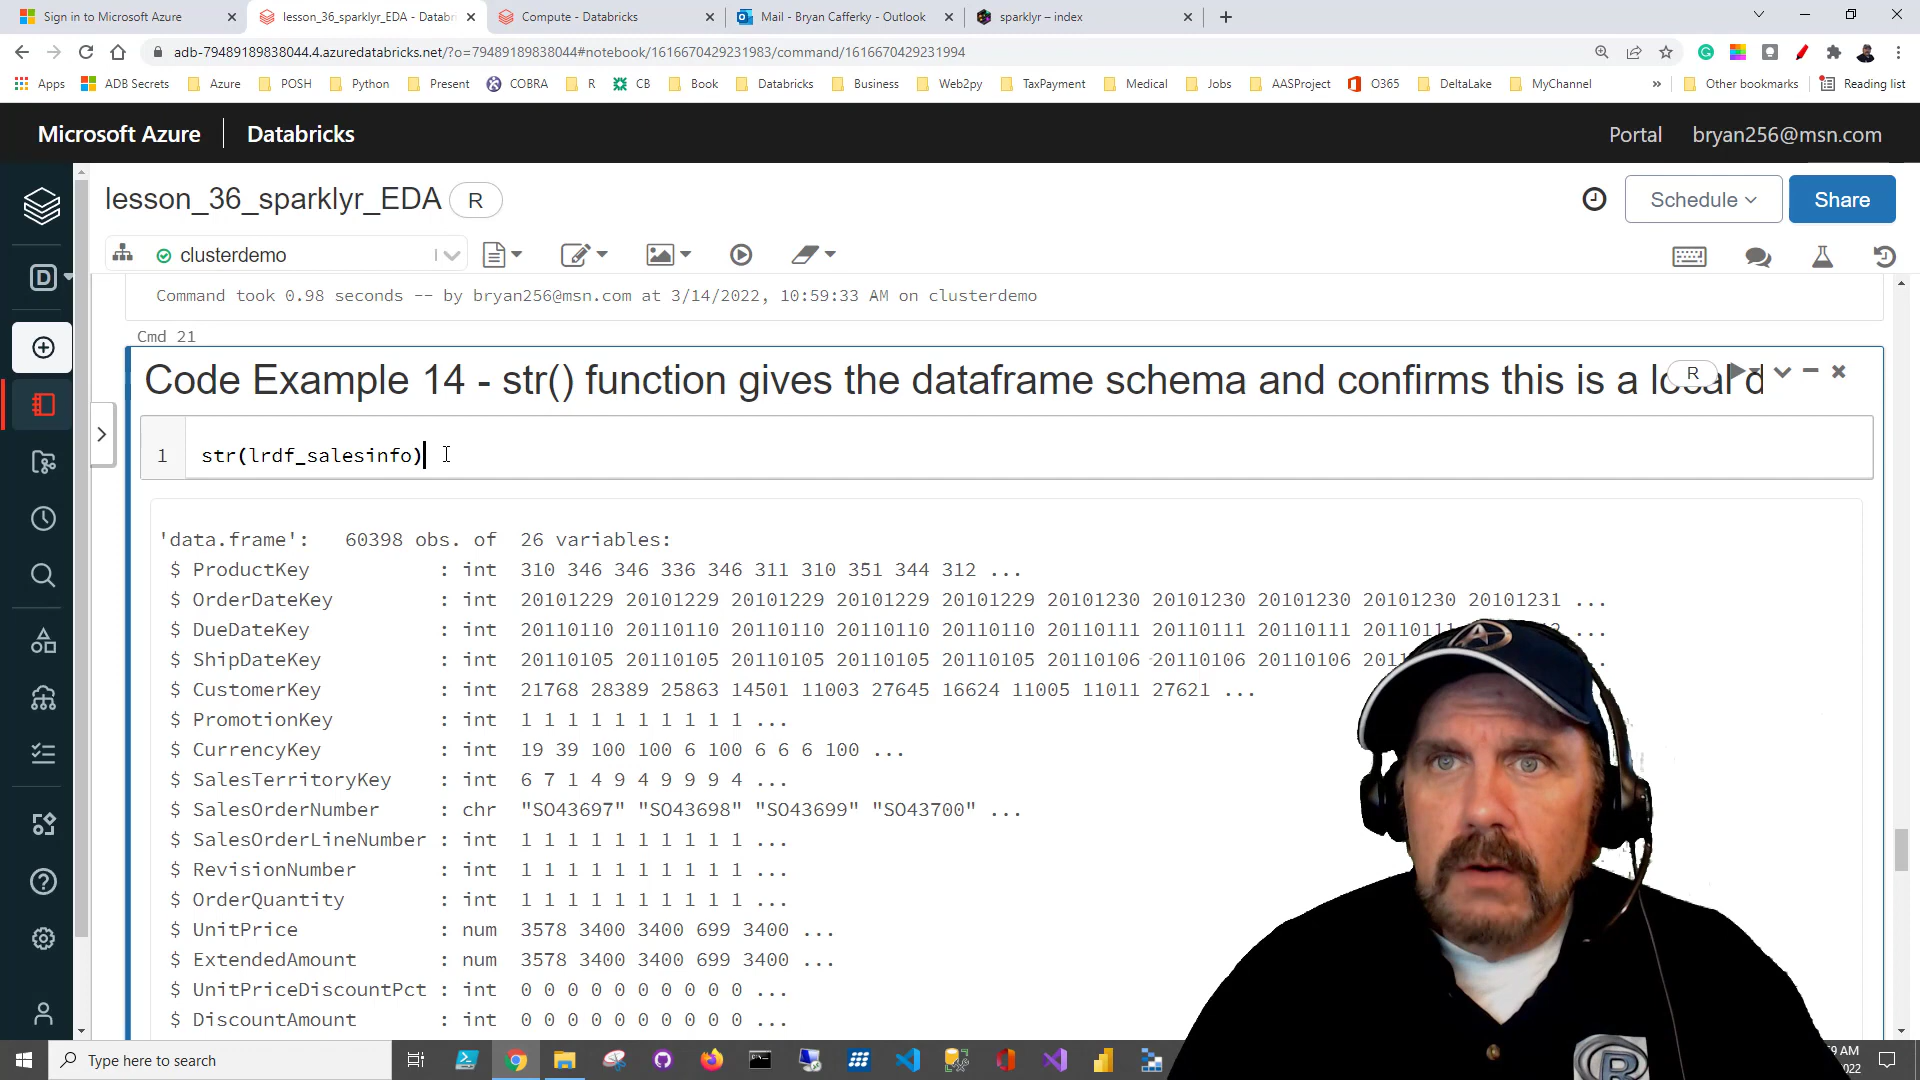 Sign in to Microsoft Azure
lesson_36_sparklyr_EDA - Databri
Compute - Databricks
Mail - Bryan Cafferky - Outlook
sparklyr – index
adb-79489189838044.4.azuredatabricks.net/?o=79489189838044#notebook/1616670429231983/command/1616670429231994
Apps ADB Secrets Azure POSH Python Present COBRA R CB Book Databricks Business Web2py TaxPayment Medical Jobs AASProject O365 DeltaLake MyChannel » Other bookmarks Reading list
Microsoft Azure Databricks Portal bryan256@msn.com
lesson_36_sparklyr_EDA R Schedule Share
D clusterdemo
Command took 0.98 seconds -- by bryan256@msn.com at 3/14/2022, 10:59:33 AM on clusterdemo
Cmd 21
Code Example 14 - str() function gives the dataframe schema and confirms this is a local d
R
1 str(lrdf_salesinfo)
'data.frame': 60398 obs. of 26 variables:
$ ProductKey : int 310 346 346 336 346 311 310 351 344 312 ...
$ OrderDateKey : int 20101229 20101229 20101229 20101229 20101229 20101230 20101230 20101230 20101230 20101231 ...
$ DueDateKey : int 20110110 20110110 20110110 20110110 20110110 20110111 20110111 20110111
$ ShipDateKey : int 20110105 20110105 20110105 20110105 20110105 20110106 20110106 20110106
$ CustomerKey : int 21768 28389 25863 14501 11003 27645 16624 11005 11011 27621 ...
$ PromotionKey : int 1 1 1 1 1 1 1 1 1 1 ...
$ CurrencyKey : int 19 39 100 100 6 100 6 6 6 100 ...
$ SalesTerritoryKey : int 6 7 1 4 9 4 9 9 9 4 ...
$ SalesOrderNumber : chr "SO43697" "SO43698" "SO43699" "SO43700" ...
$ SalesOrderLineNumber : int 1 1 1 1 1 1 1 1 1 1 ...
$ RevisionNumber : int 1 1 1 1 1 1 1 1 1 1 ...
$ OrderQuantity : int 1 1 1 1 1 1 1 1 1 1 ...
$ UnitPrice : num 3578 3400 3400 699 3400 ...
$ ExtendedAmount : num 3578 3400 3400 699 3400 ...
$ UnitPriceDiscountPct : int 0 0 0 0 0 0 0 0 0 0 ...
$ DiscountAmount : int 0 0 0 0 0 0 0 0 0 0 ...
R
Type here to search
9 AM
022